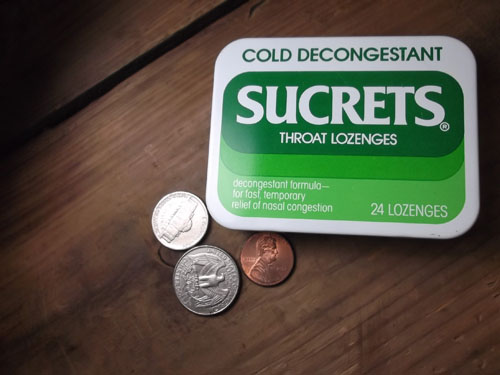 COLD DECONGESTANT
SUCRETS®
THROAT LOZENGES
decongestant formula—
for fast, temporary
relief of nasal congestion
24 LOZENGES